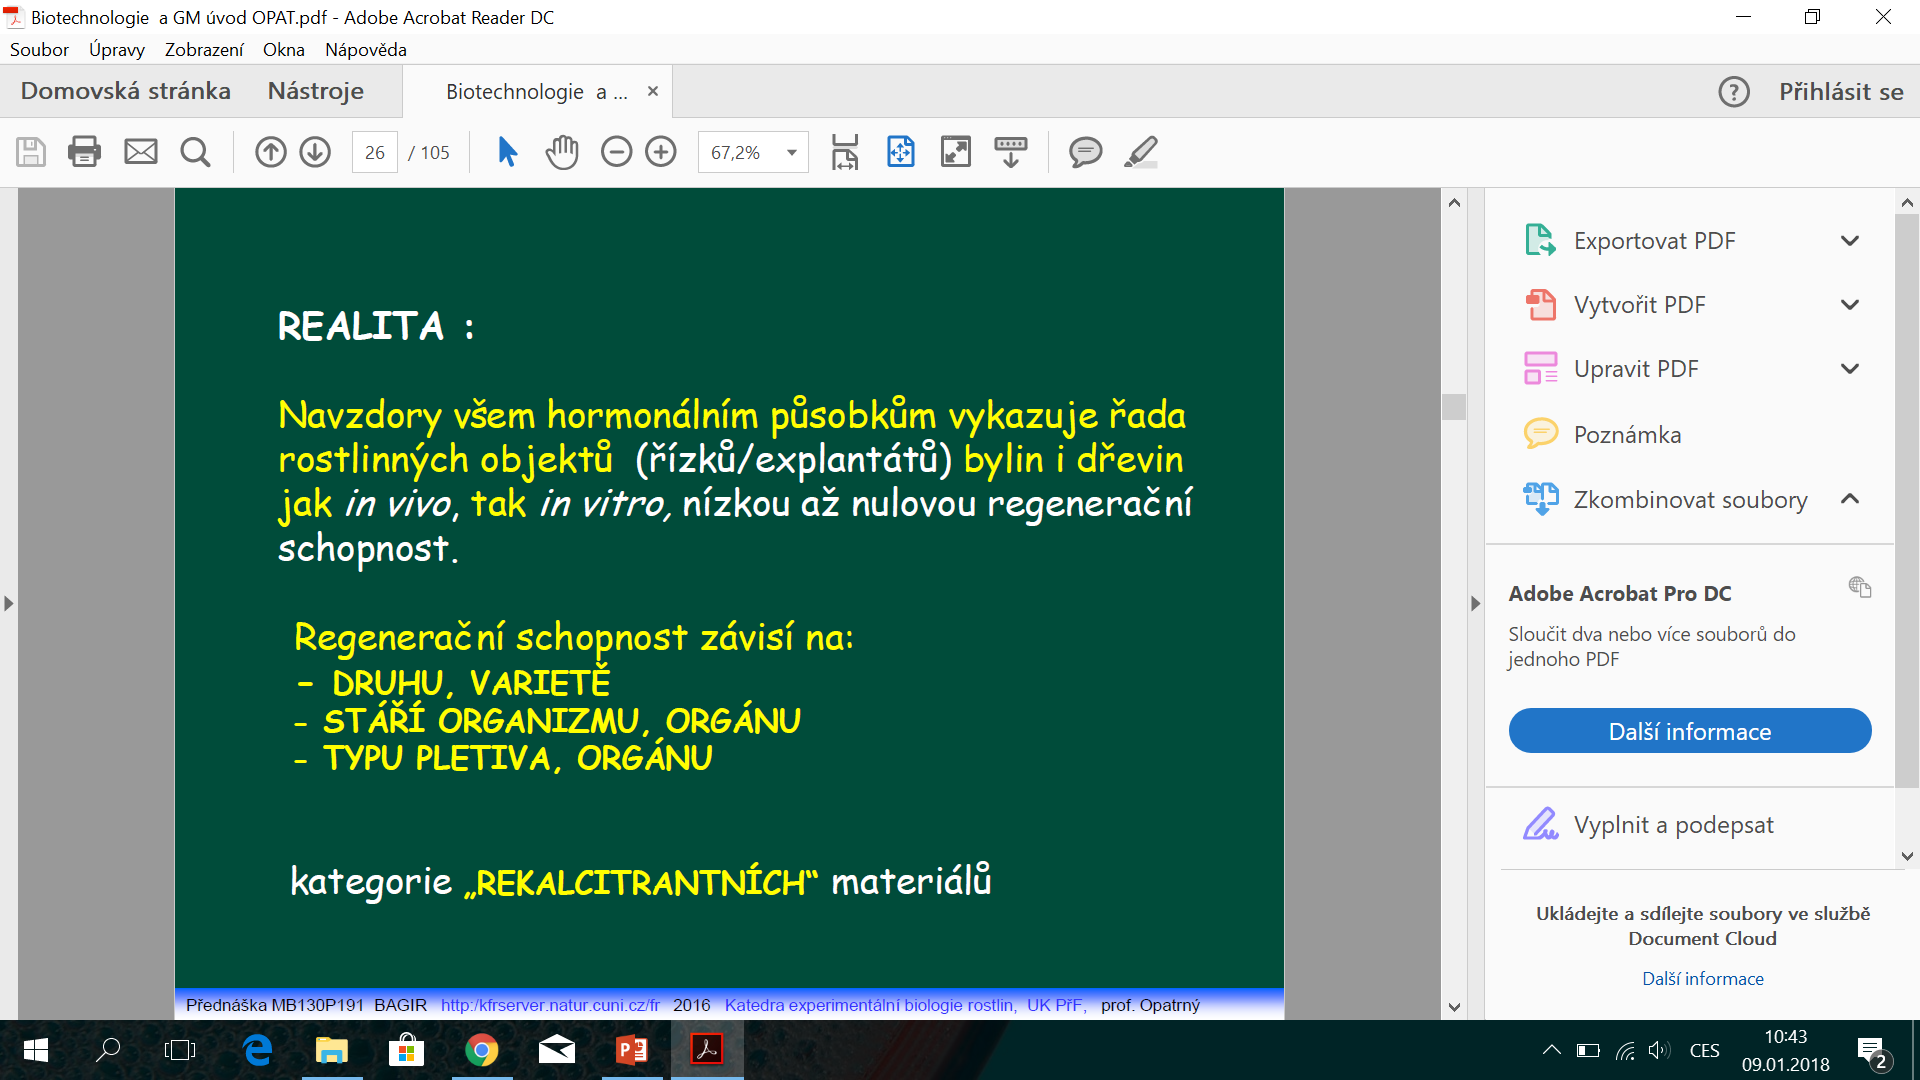 Biotechnologie  a GM úvod OPAT.pdf - Adobe Acrobat Reader DC
Soubor Úpravy Zobrazení Okna Nápověda
Domovská stránka Nástroje Biotechnologie  a ... × ? Přihlásit se
26 / 105 67,2%
REALITA :
Navzdory všem hormonálním působkům vykazuje řada
rostlinných objektů (řízků/explantátů) bylin i dřevin
jak in vivo, tak in vitro, nízkou až nulovou regenerační
schopnost.
Regenerační schopnost závisí na:
- DRUHU, VARIETĚ
- STÁŘÍ ORGANIZMU, ORGÁNU
- TYPU PLETIVA, ORGÁNU
kategorie „REKALCITRANTNÍCH“ materiálů
Přednáška MB130P191 BAGIR http:/kfrserver.natur.cuni.cz/fr 2016 Katedra experimentální biologie rostlin, UK PřF, prof. Opatrný
Exportovat PDF
Vytvořit PDF
Upravit PDF
Poznámka
Zkombinovat soubory
Adobe Acrobat Pro DC
Sloučit dva nebo více souborů do
jednoho PDF
Další informace
Vyplnit a podepsat
Ukládejte a sdílejte soubory ve službě
Document Cloud
Další informace
CES
10:43
09.01.2018
2